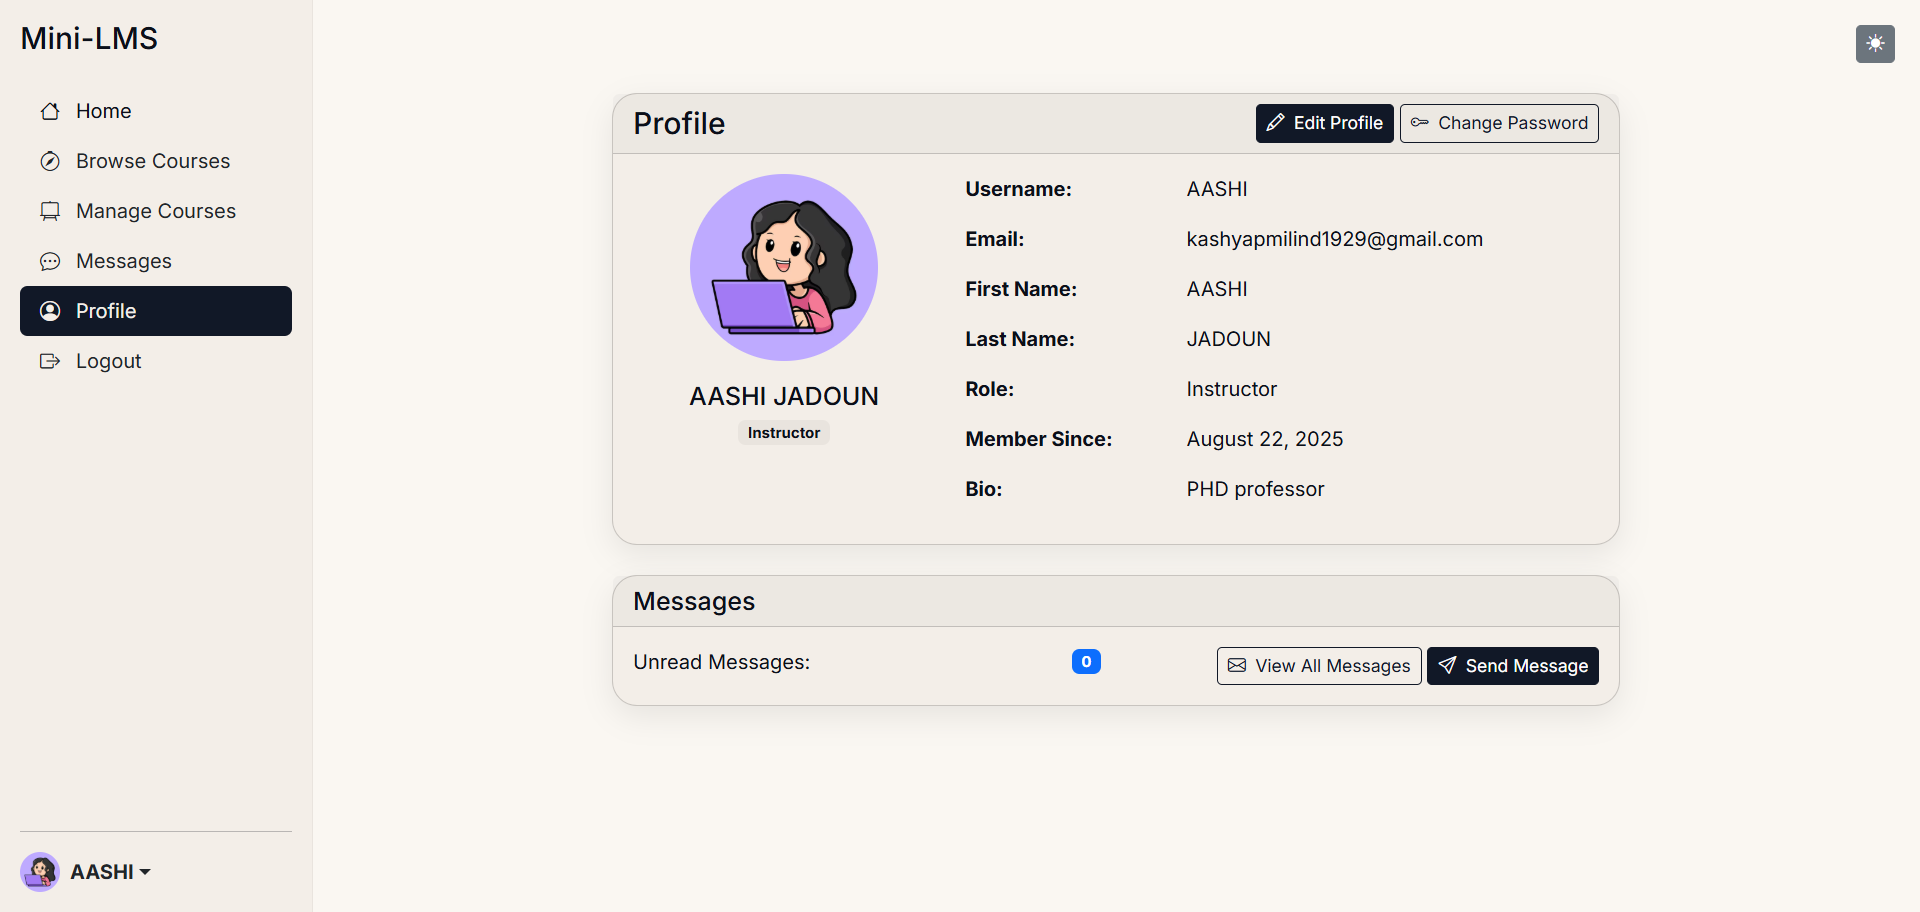 Mini-LMS
Home
Browse Courses
Manage Courses
Messages
Profile
Logout
AASHI
Profile
Edit Profile
Change Password
AASHI JADOUN
Instructor
Username: AASHI
Email: kashyapmilind1929@gmail.com
First Name: AASHI
Last Name: JADOUN
Role: Instructor
Member Since: August 22, 2025
Bio: PHD professor
Messages
Unread Messages: 0
View All Messages
Send Message